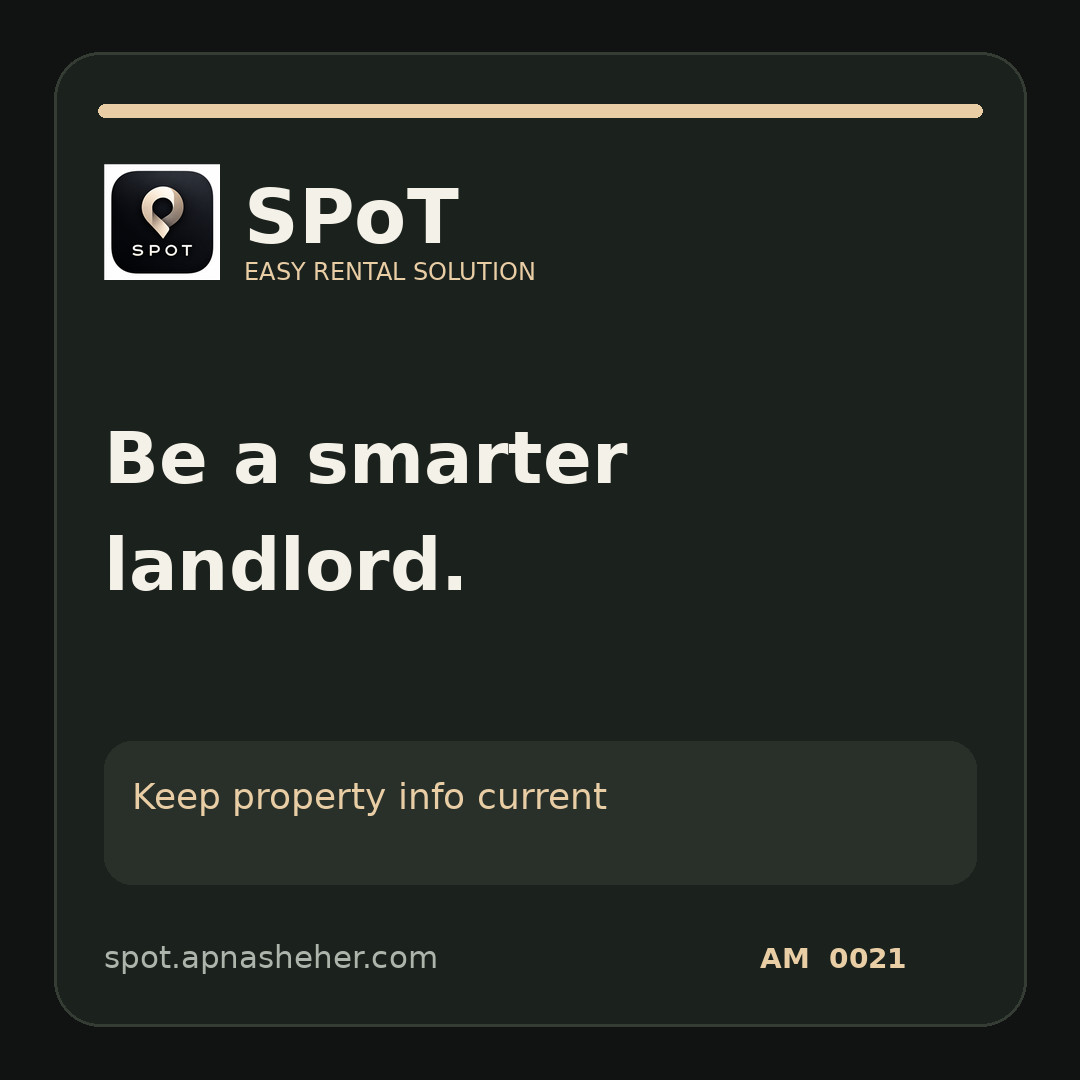 SPOT
SPoT
EASY RENTAL SOLUTION
Be a smarter
landlord.
Keep property info current
spot.apnasheher.com
AM 0021